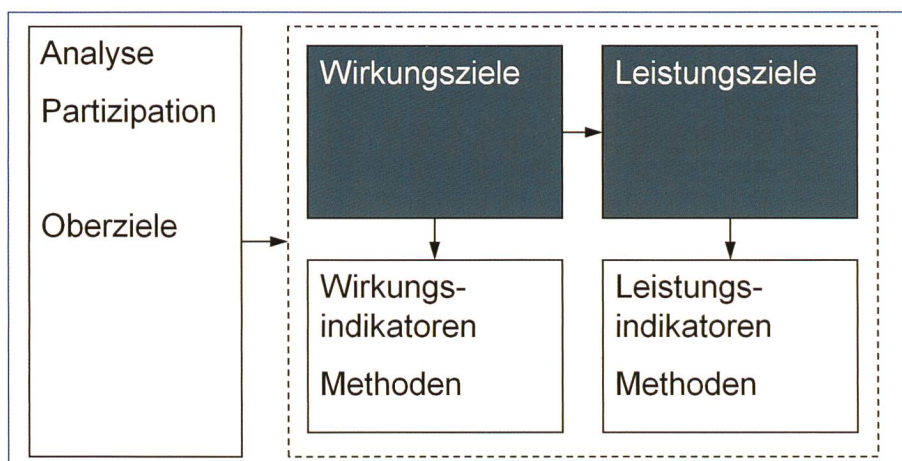 Analyse
Partizipation
Oberziele
Wirkungsziele
Leistungsziele
Wirkungs-
indikatoren
Methoden
Leistungs-
indikatoren
Methoden